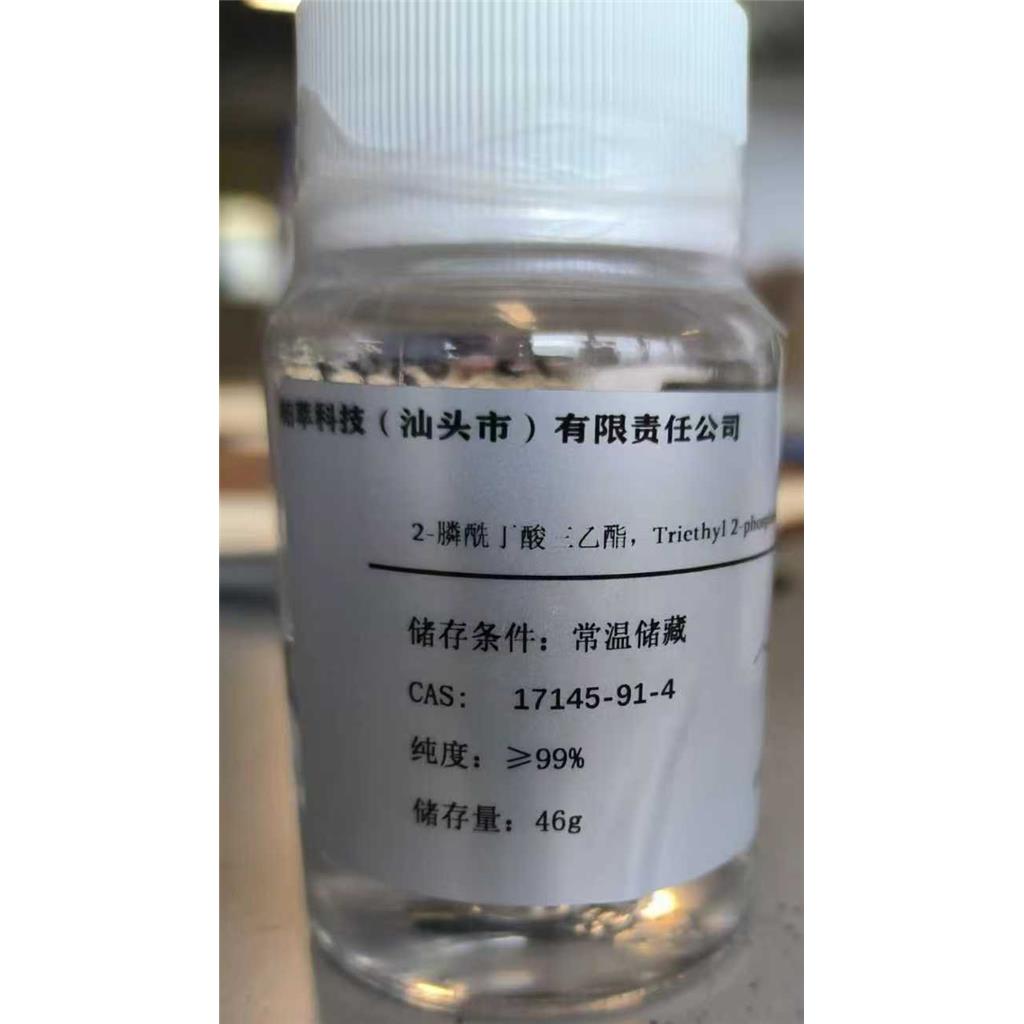 萃科技（汕头市）有限责任公司
2-膦酰丁酸三乙酯，Triethyl 2-phosp
储存条件：常温储藏
CAS: 17145-91-4
纯度：≥99%
储存量：46g